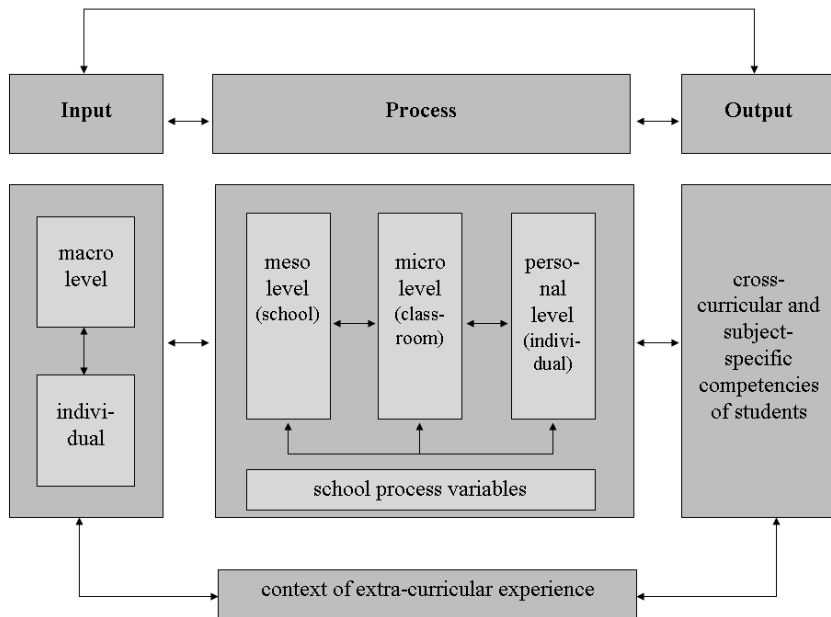 Input
Process
Output
macro
level
individ-
dual
meso
level
(school)
micro
level
(class-
room)
perso-
nal
level
(indivi-
dual)
school process variables
cross-
curricular and
subject-
specific
competencies
of students
context of extra-curricular experience